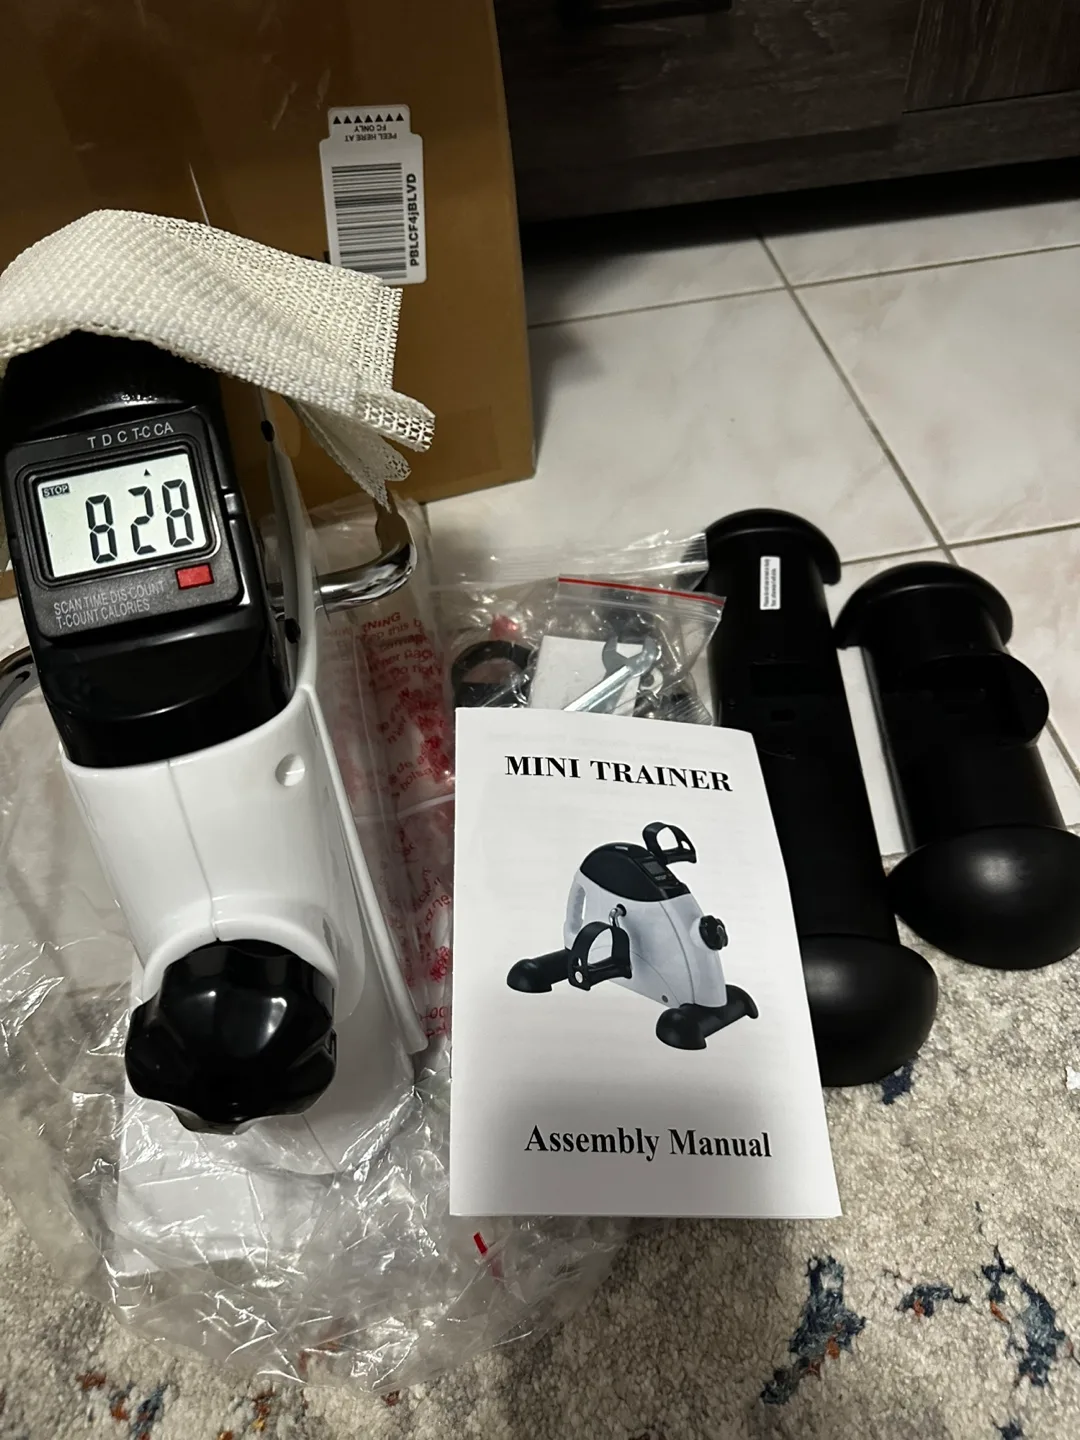 PEEL HERE AT
FC ONLY
PBLCF4jBLVD
T D C T-C CA
STOP
828
SCAN TIME DIS COUNT
T-COUNT CALORIES
MINI TRAINER
Assembly Manual